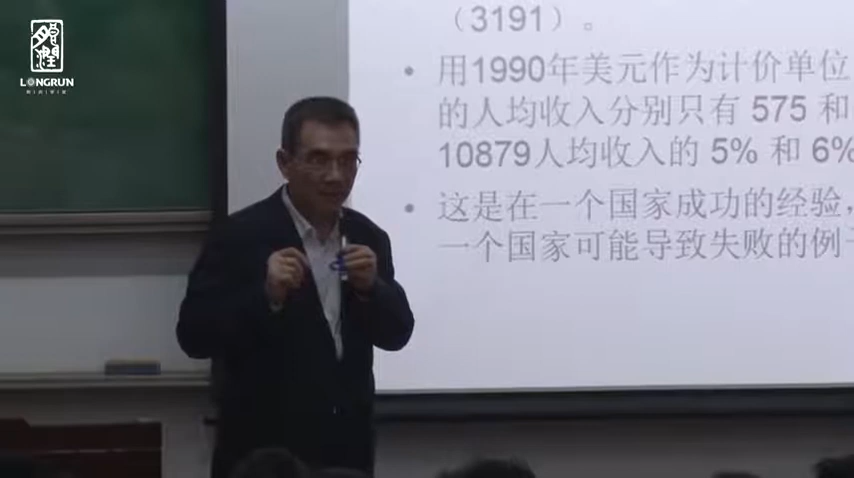 LONGRUN
（3191）。
• 用1990年美元作为计价单位
的人均收入分别只有 575 和
10879人均收入的 5% 和 6%
• 这是在一个国家成功的经验，
一个国家可能导致失败的例